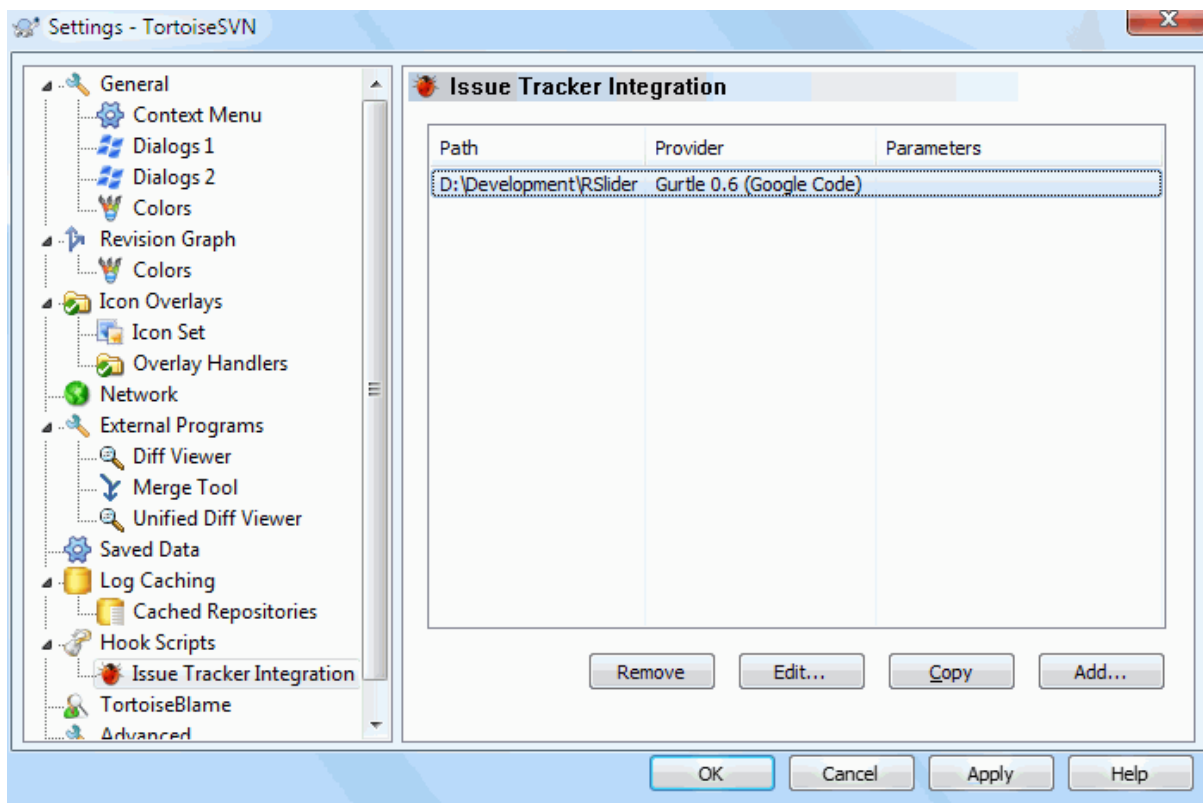 Settings - TortoiseSVN
General
Context Menu
Dialogs 1
Dialogs 2
Colors
Revision Graph
Colors
Icon Overlays
Icon Set
Overlay Handlers
Network
External Programs
Diff Viewer
Merge Tool
Unified Diff Viewer
Saved Data
Log Caching
Cached Repositories
Hook Scripts
Issue Tracker Integration
TortoiseBlame
Advanced
Issue Tracker Integration
Path Provider Parameters
D:\Development\RSlider Gurtle 0.6 (Google Code)
Remove Edit... Copy Add...
OK Cancel Apply Help